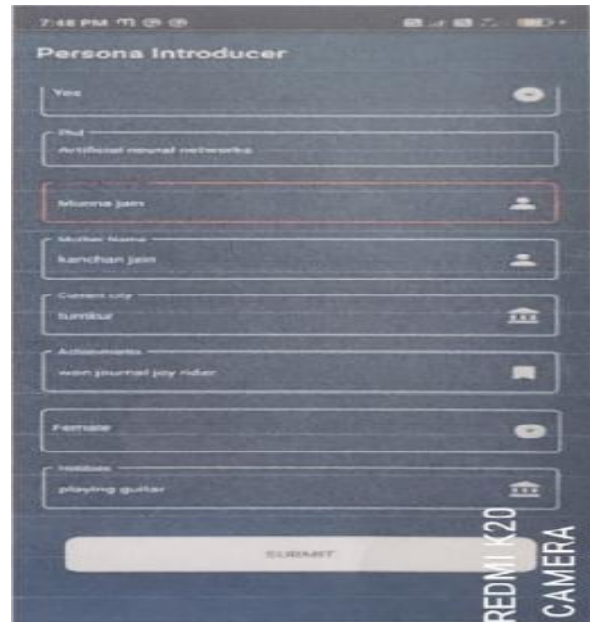 7:48 PM
Persona Introducer
Yes
Phd
Artificial neural networks
Munna jain
Mother Name
kanchan jain
Current city
tumkur
Achievements
won journal joy rider
Female
Hobbies
playing guitar
SUBMIT
REDMI K20
CAMERA